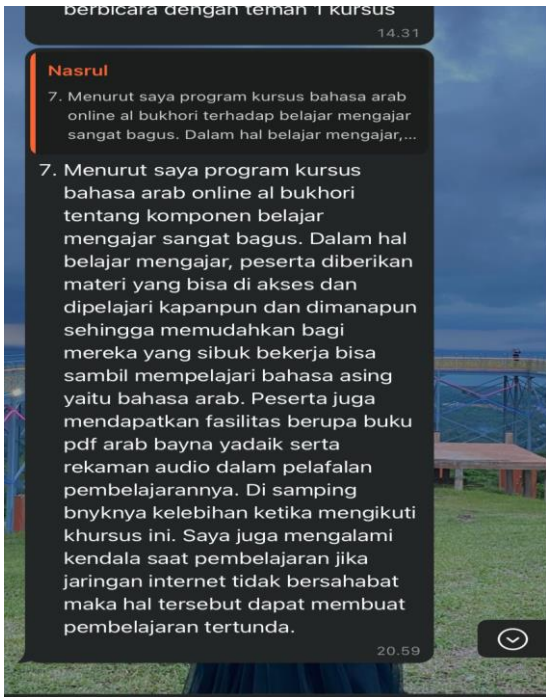 berbicara dengan teman 1 kursus
14.31
Nasrul
7. Menurut saya program kursus bahasa arab
online al bukhori terhadap belajar mengajar
sangat bagus. Dalam hal belajar mengajar,...
7. Menurut saya program kursus
bahasa arab online al bukhori
tentang komponen belajar
mengajar sangat bagus. Dalam hal
belajar mengajar, peserta diberikan
materi yang bisa di akses dan
dipelajari kapanpun dan dimanapun
sehingga memudahkan bagi
mereka yang sibuk bekerja bisa
sambil mempelajari bahasa asing
yaitu bahasa arab. Peserta juga
mendapatkan fasilitas berupa buku
pdf arab bayna yadaik serta
rekaman audio dalam pelafalan
pembelajarannya. Di samping
bnyknya kelebihan ketika mengikuti
khursus ini. Saya juga mengalami
kendala saat pembelajaran jika
jaringan internet tidak bersahabat
maka hal tersebut dapat membuat
pembelajaran tertunda.
20.59